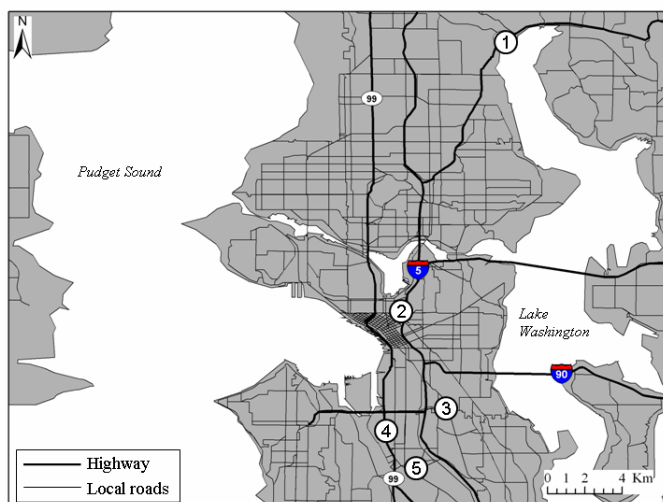 N
1
99
Pudget Sound
5
2
Lake
Washington
90
3
4
5
99
Highway
Local roads
0 1 2 4 Km